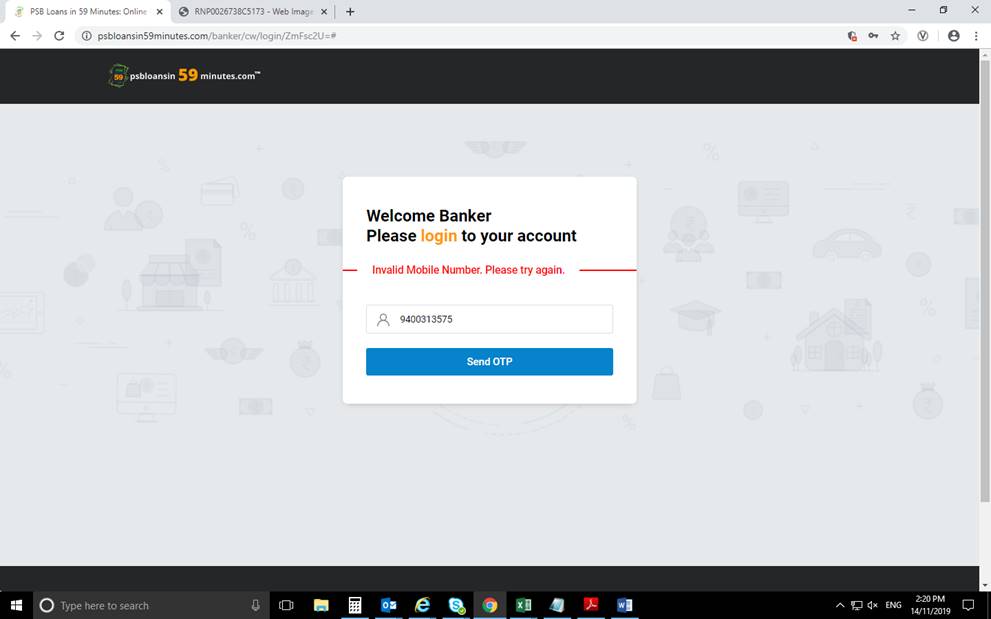 PSB Loans in 59 Minutes: Online
RNP0026738C5173 - Web Image
psbloansin59minutes.com/banker/cw/login/ZmFsc2U=#
psbloansin 59 minutes.com™
Welcome Banker
Please login to your account
Invalid Mobile Number. Please try again.
9400313575
Send OTP
Type here to search
ENG
2:20 PM
14/11/2019